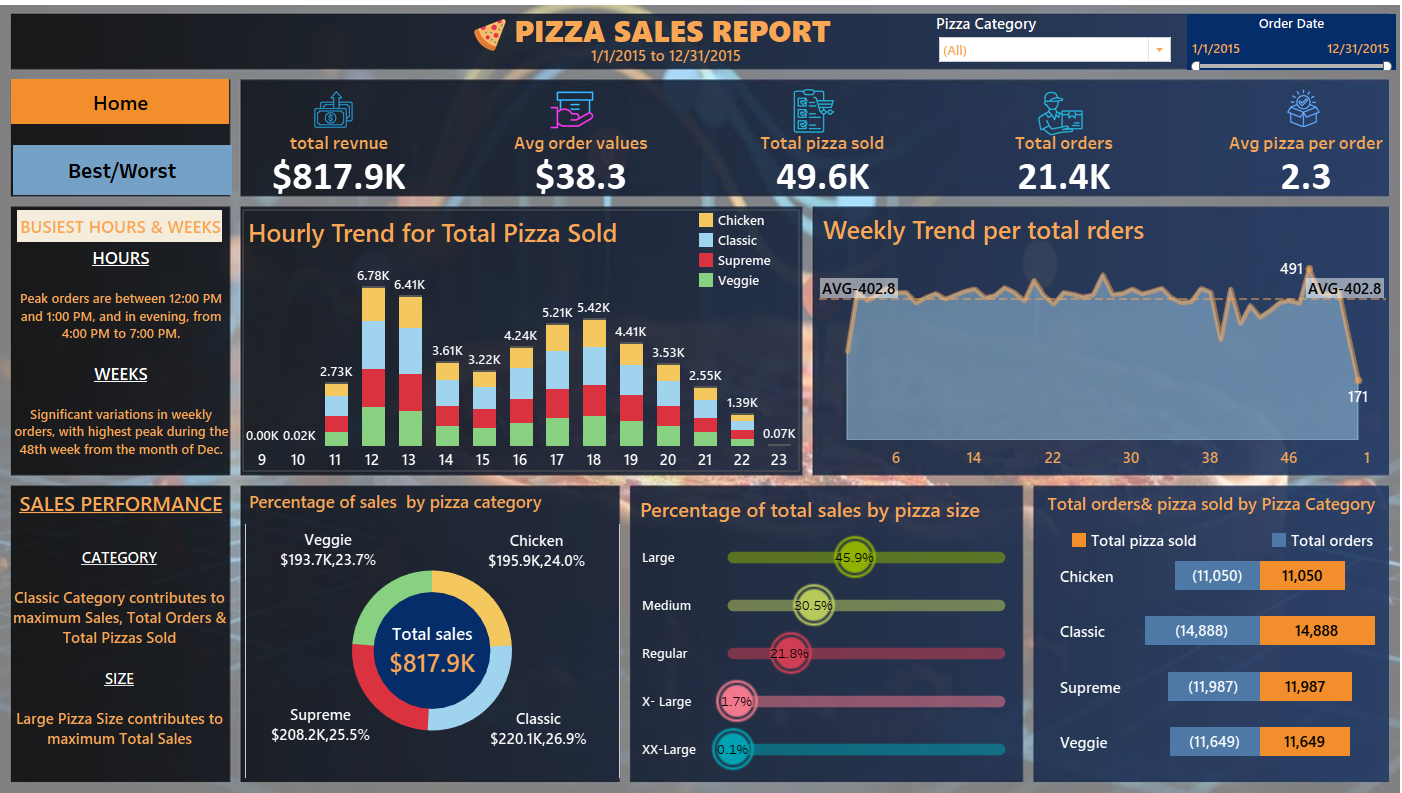 PIZZA SALES REPORT
1/1/2015 to 12/31/2015
Pizza Category
(All)
Order Date
1/1/2015
12/31/2015
Home
Best/Worst
total revnue
$817.9K
Avg order values
$38.3
Total pizza sold
49.6K
Total orders
21.4K
Avg pizza per order
2.3
BUSIEST HOURS & WEEKS
HOURS
Peak orders are between 12:00 PM
and 1:00 PM, and in evening, from
4:00 PM to 7:00 PM.
WEEKS
Significant variations in weekly
orders, with highest peak during the
48th week from the month of Dec.
Hourly Trend for Total Pizza Sold
Chicken
Classic
Supreme
Veggie
0.00K 0.02K 2.73K 6.78K 6.41K 3.61K 3.22K 4.24K 5.21K 5.42K 4.41K 3.53K 2.55K 1.39K 0.07K
9 10 11 12 13 14 15 16 17 18 19 20 21 22 23
Weekly Trend per total rders
491
AVG-402.8
AVG-402.8
171
6 14 22 30 38 46 1
SALES PERFORMANCE
CATEGORY
Classic Category contributes to
maximum Sales, Total Orders &
Total Pizzas Sold
SIZE
Large Pizza Size contributes to
maximum Total Sales
Percentage of sales by pizza category
Veggie
$193.7K,23.7%
Chicken
$195.9K,24.0%
Total sales
$817.9K
Supreme
$208.2K,25.5%
Classic
$220.1K,26.9%
Percentage of total sales by pizza size
Large 45.9%
Medium 30.5%
Regular 21.8%
X- Large 1.7%
XX-Large 0.1%
Total orders& pizza sold by Pizza Category
Total pizza sold
Total orders
Chicken (11,050) 11,050
Classic (14,888) 14,888
Supreme (11,987) 11,987
Veggie (11,649) 11,649